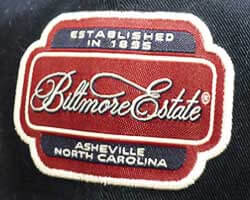 ESTABLISHED
IN 1895
Biltmore Estate®
ASHEVILLE
NORTH CAROLINA